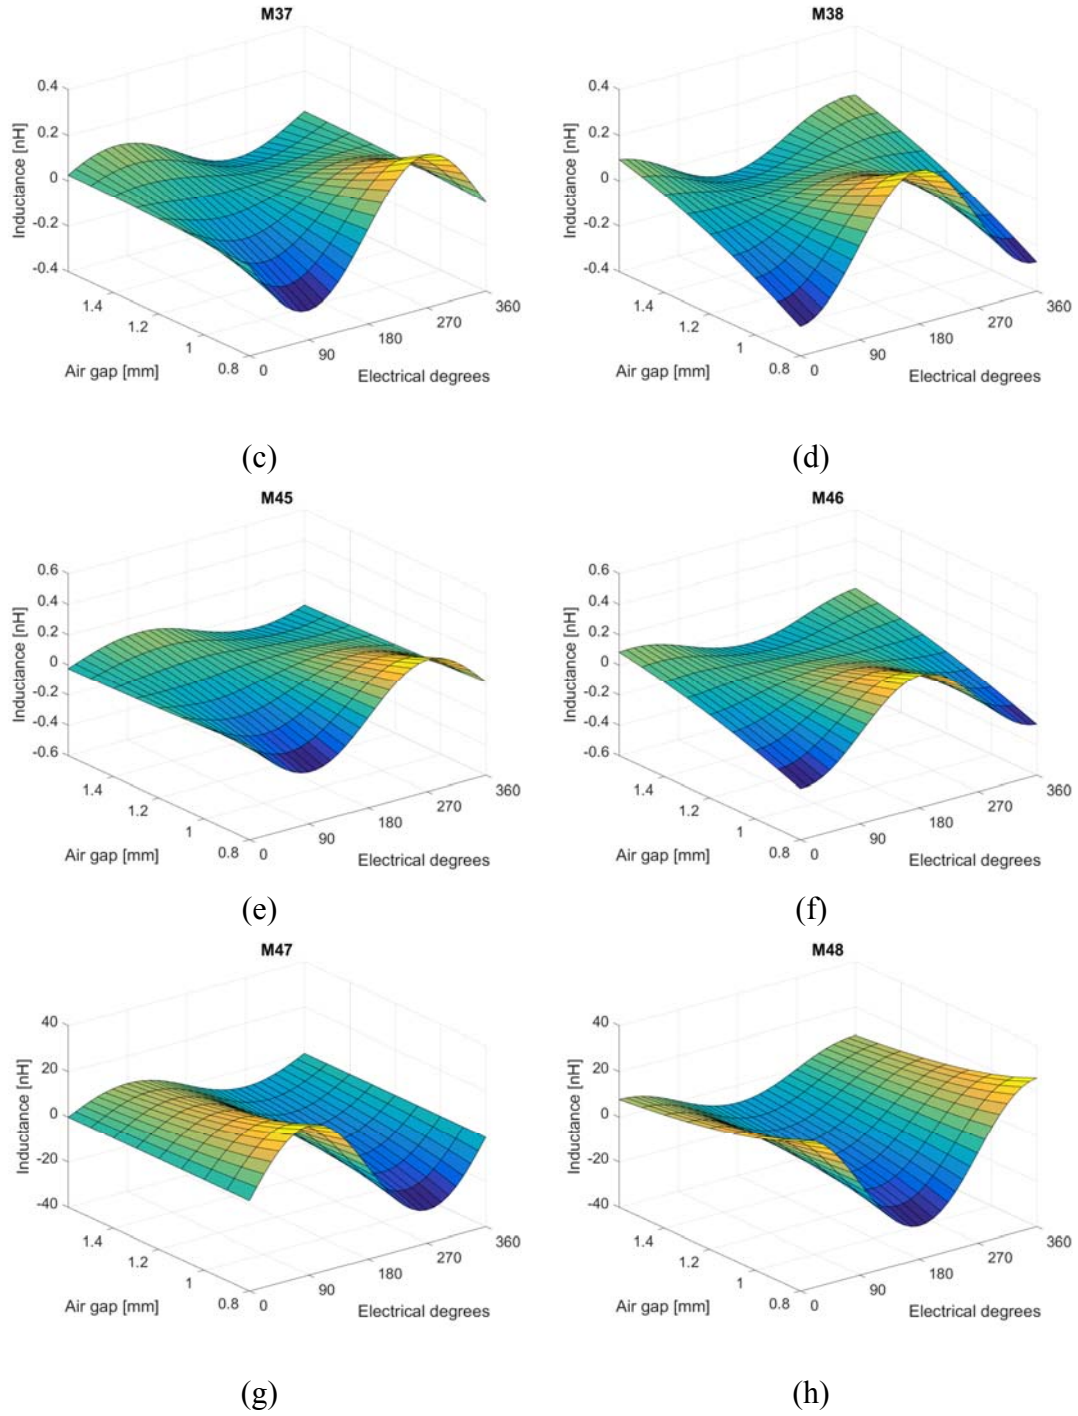 M37
Inductance [nH]
0.4
0.2
0
-0.2
-0.4
1.4
1.2
1
0.8
Air gap [mm]
0
90
180
270
360
Electrical degrees
(c)
M38
Inductance [nH]
0.4
0.2
0
-0.2
-0.4
1.4
1.2
1
0.8
Air gap [mm]
0
90
180
270
360
Electrical degrees
(d)
M45
Inductance [nH]
0.6
0.4
0.2
0
-0.2
-0.4
-0.6
1.4
1.2
1
0.8
Air gap [mm]
0
90
180
270
360
Electrical degrees
(e)
M46
Inductance [nH]
0.6
0.4
0.2
0
-0.2
-0.4
-0.6
1.4
1.2
1
0.8
Air gap [mm]
0
90
180
270
360
Electrical degrees
(f)
M47
Inductance [nH]
40
20
0
-20
-40
1.4
1.2
1
0.8
Air gap [mm]
0
90
180
270
360
Electrical degrees
(g)
M48
Inductance [nH]
40
20
0
-20
-40
1.4
1.2
1
0.8
Air gap [mm]
0
90
180
270
360
Electrical degrees
(h)